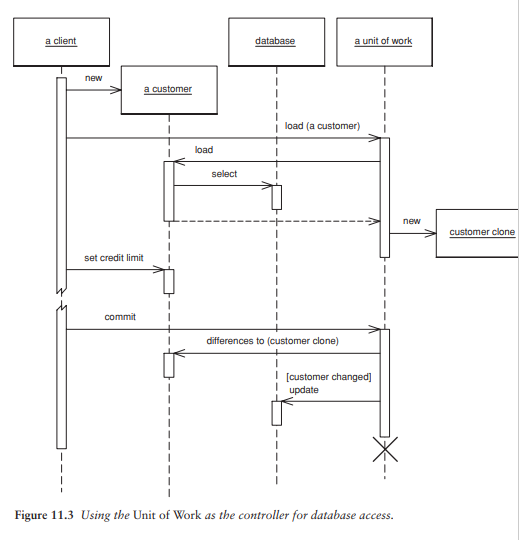 a client
database
a unit of work
new
a customer
load (a customer)
load
select
new
customer clone
set credit limit
commit
differences to (customer clone)
[customer changed]
update
Figure 11.3 Using the Unit of Work as the controller for database access.